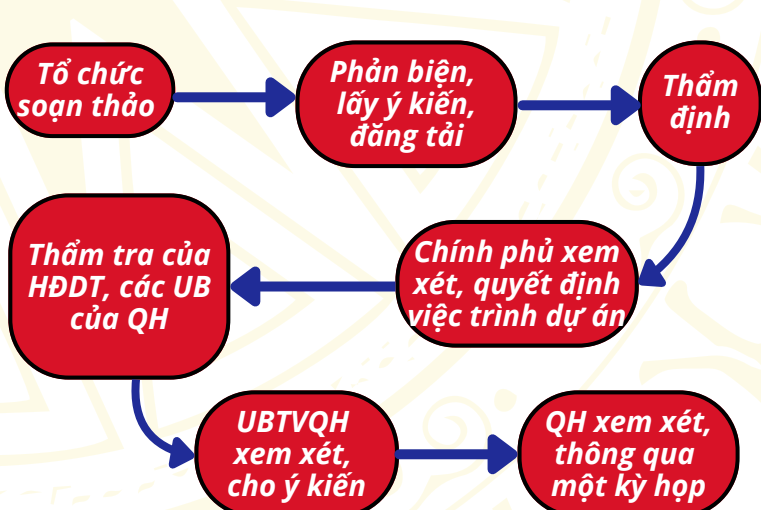 Tổ chức
soạn thảo
Phản biện,
lấy ý kiến,
đăng tải
Thẩm
định
Chính phủ xem
xét, quyết định
việc trình dự án
Thẩm tra của
HĐDT, các UB
của QH
UBTVQH
xem xét,
cho ý kiến
QH xem xét,
thông qua
một kỳ họp